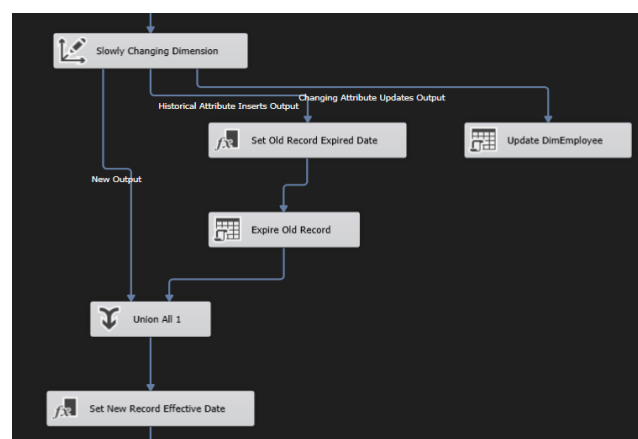 Slowly Changing Dimension
Changing Attribute Updates Output
Historical Attribute Inserts Output
Set Old Record Expired Date
Update DimEmployee
New Output
Expire Old Record
Union All 1
Set New Record Effective Date